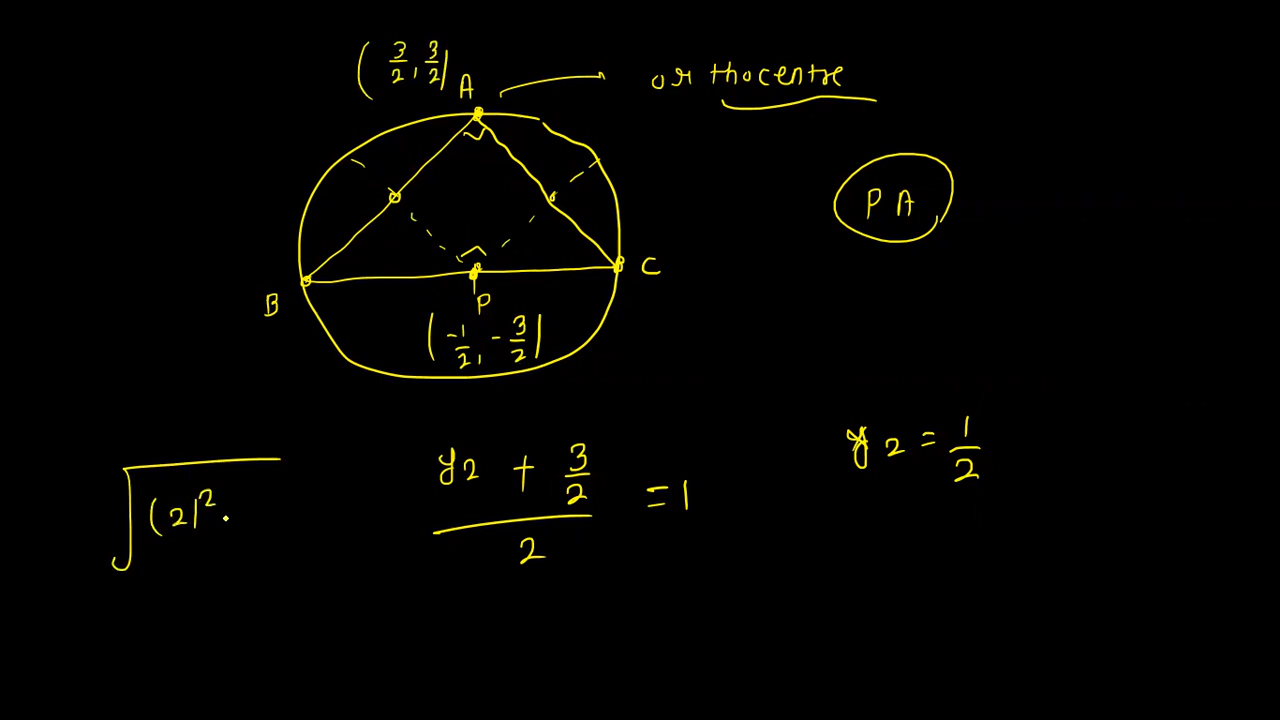 (3/2, 3/2)
A
orthocentre
PA
B
P
C
(-1/2, -3/2)
√(2)².
y2 + 3/2
2
= 1
y2 = 1/2